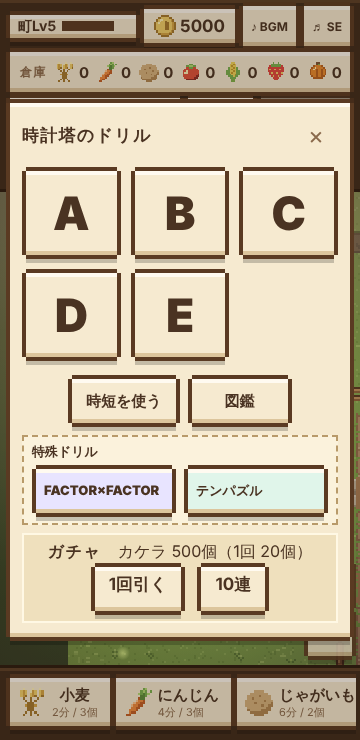 町Lv5 5000 ♪ BGM ♬ SE
倉庫 0 0 0 0 0 0 0
時計塔のドリル ×
A B C
D E
時短を使う 図鑑
特殊ドリル
FACTOR×FACTOR テンパズル
ガチャ カケラ 500個（1回 20個）
1回引く 10連
小麦 にんじん じゃがいも
2分 / 3個 4分 / 3個 6分 / 2個